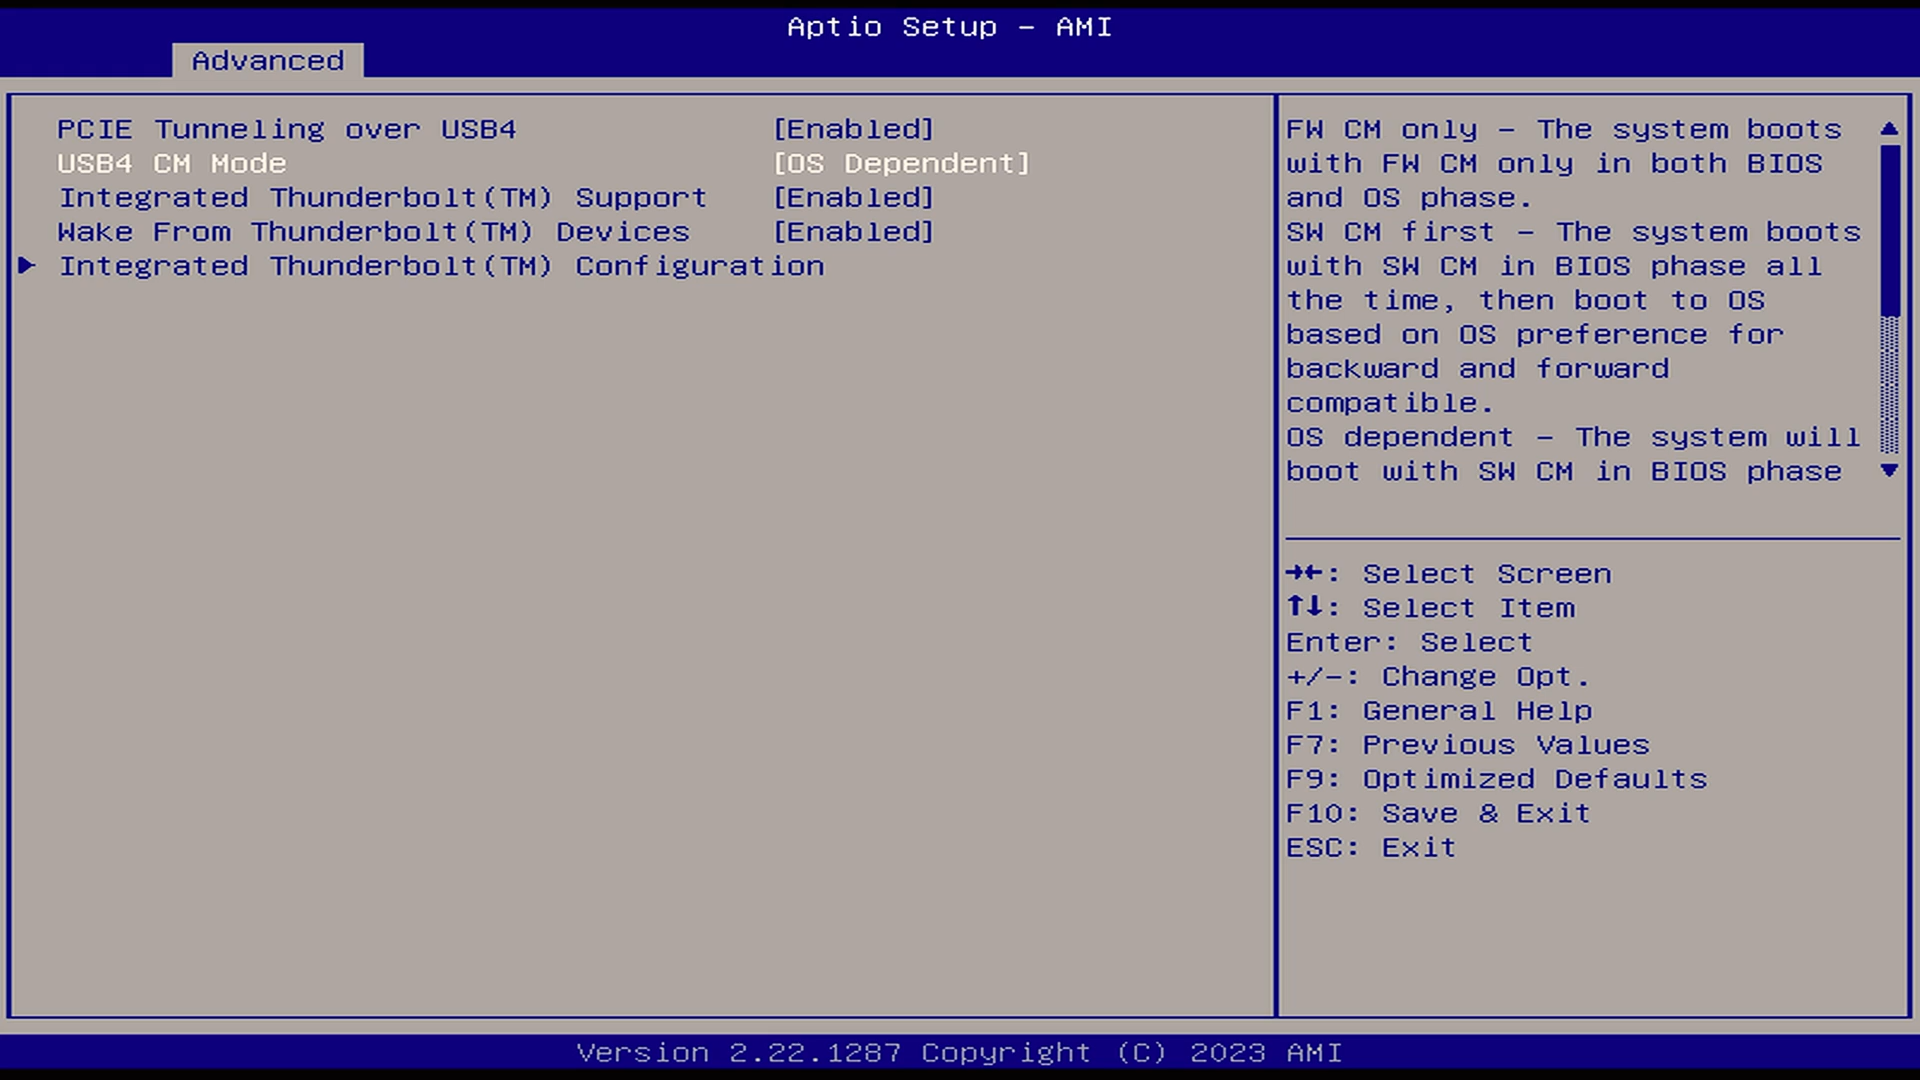 Aptio Setup - AMI
Advanced
PCIE Tunneling over USB4 [Enabled]
USB4 CM Mode [OS Dependent]
Integrated Thunderbolt(TM) Support [Enabled]
Wake From Thunderbolt(TM) Devices [Enabled]
Integrated Thunderbolt(TM) Configuration
FW CM only - The system boots
with FW CM only in both BIOS
and OS phase.
SW CM first - The system boots
with SW CM in BIOS phase all
the time, then boot to OS
based on OS preference for
backward and forward
compatible.
OS dependent - The system will
boot with SW CM in BIOS phase
→←: Select Screen
↑↓: Select Item
Enter: Select
+/-: Change Opt.
F1: General Help
F7: Previous Values
F9: Optimized Defaults
F10: Save & Exit
ESC: Exit
Version 2.22.1287 Copyright (C) 2023 AMI